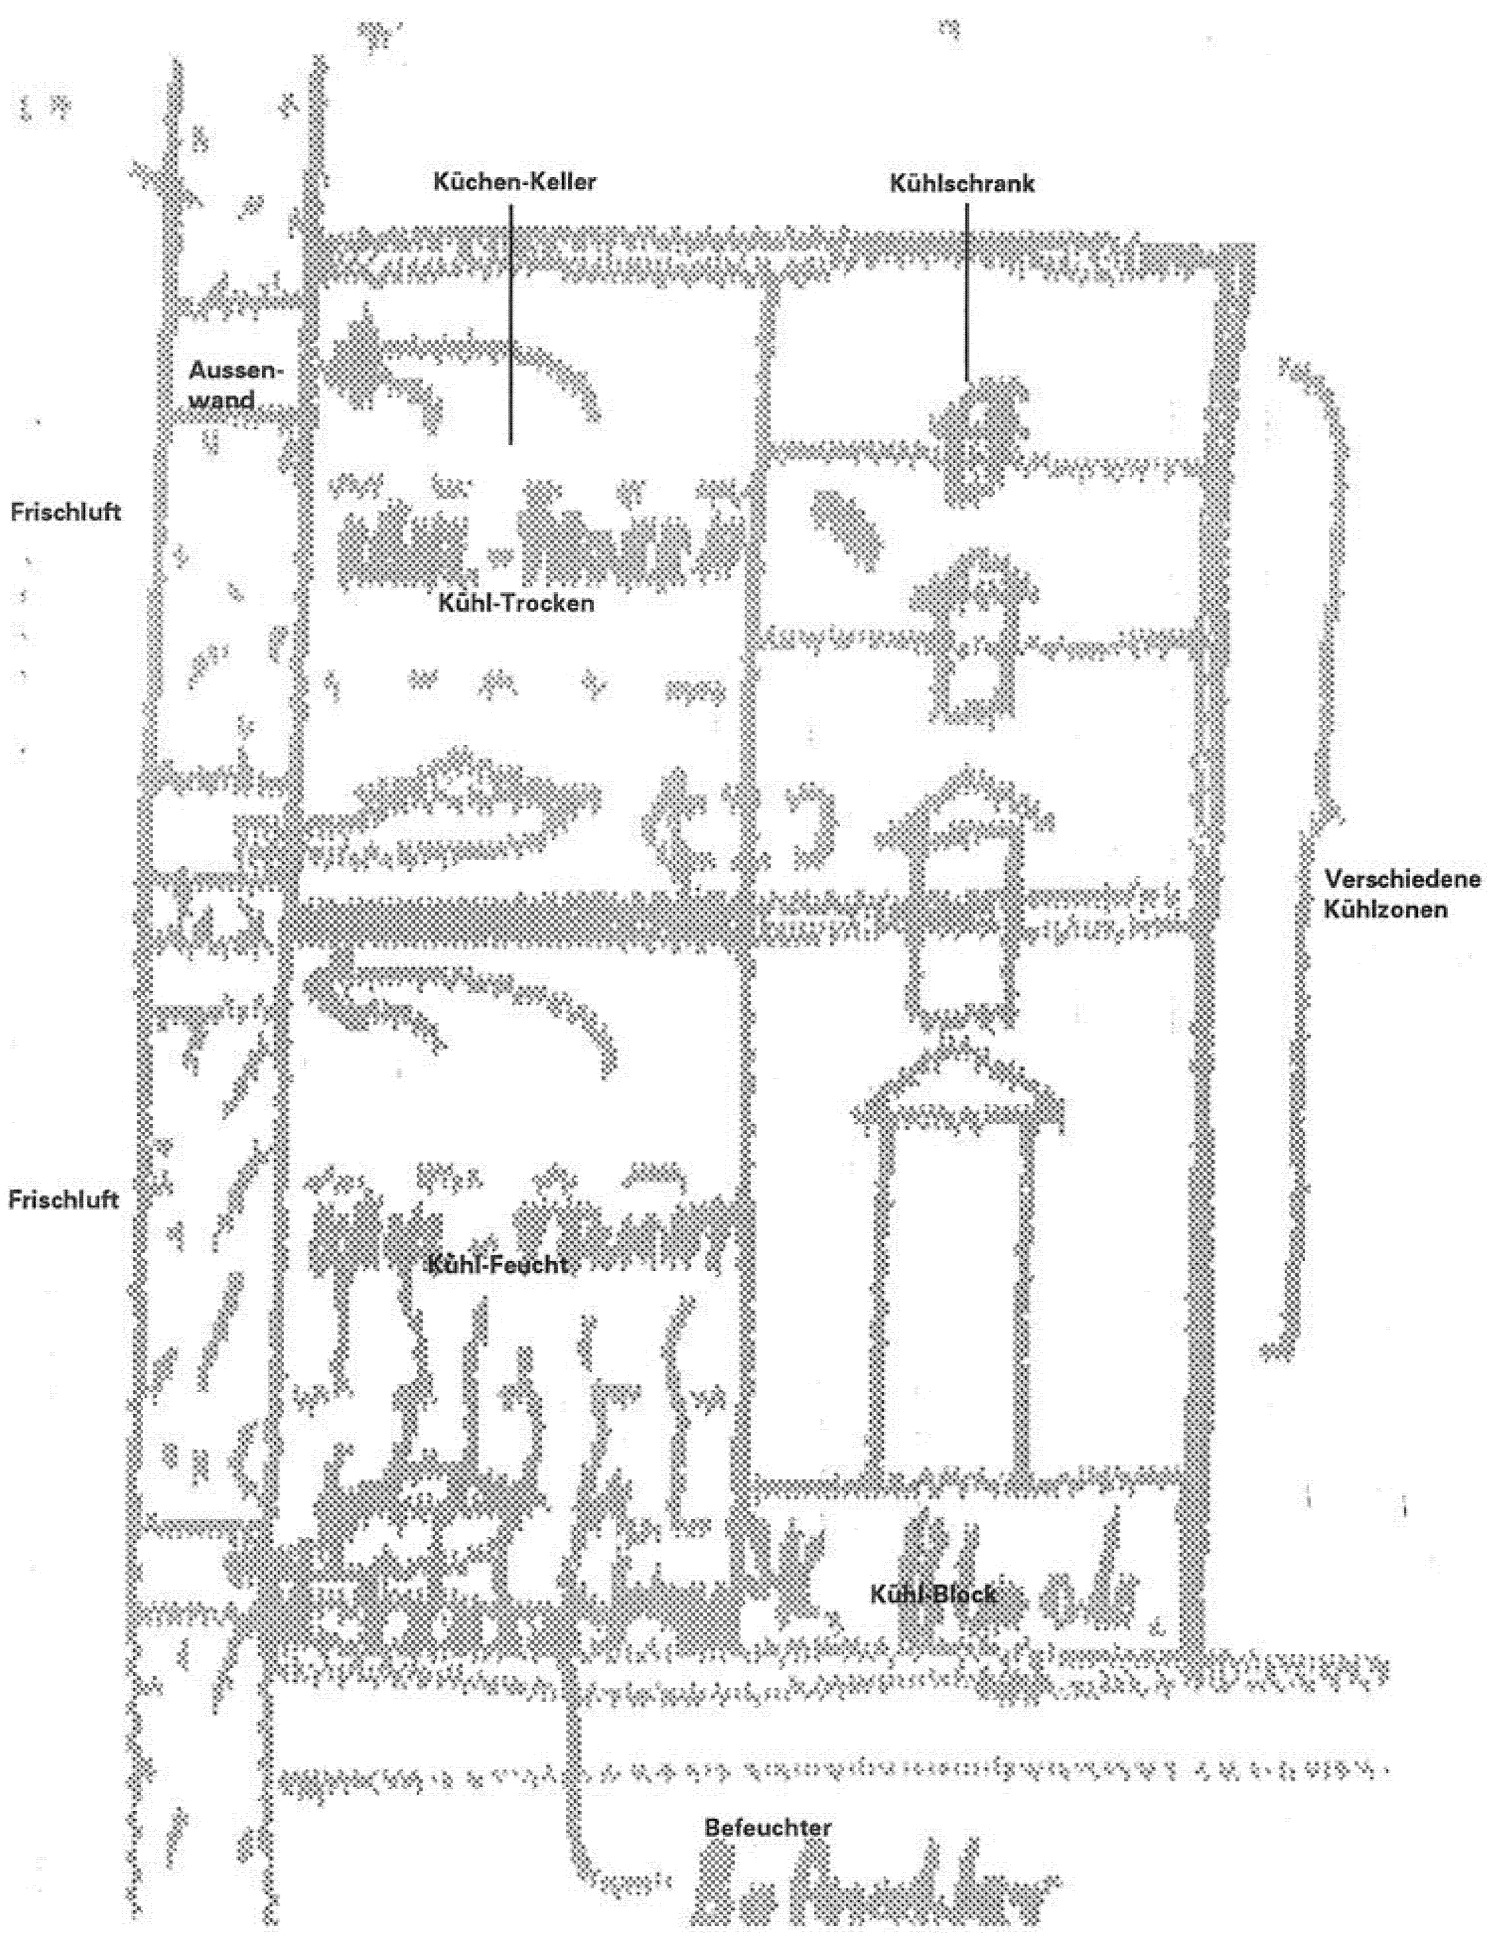 Küchen-Keller
Kühlschrank
Aussen-
wand
Frischluft
Kühl-Trocken
Verschiedene
Kühlzonen
Frischluft
Kühl-Feucht
Kühl-Block
Befeuchter